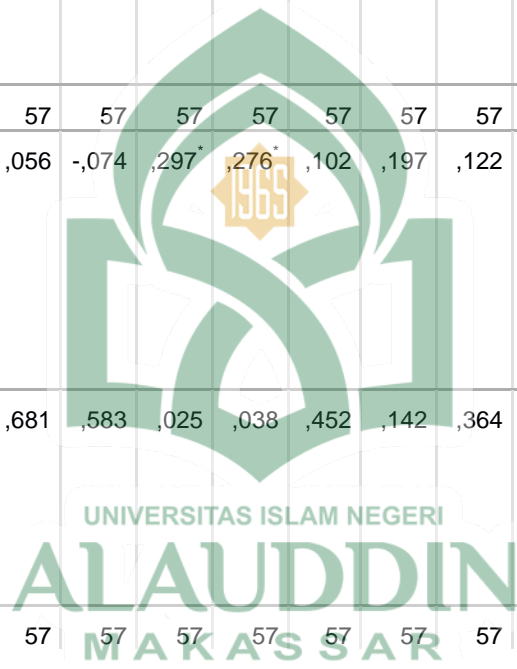 57 57 57 57 57 57 57
,056 -,074 ,297* ,276* ,102 ,197 ,122
1965
,681 ,583 ,025 ,038 ,452 ,142 ,364
UNIVERSITAS ISLAM NEGERI
ALAUDDIN
57 57 57 57 57 57 57
MAKASSAR